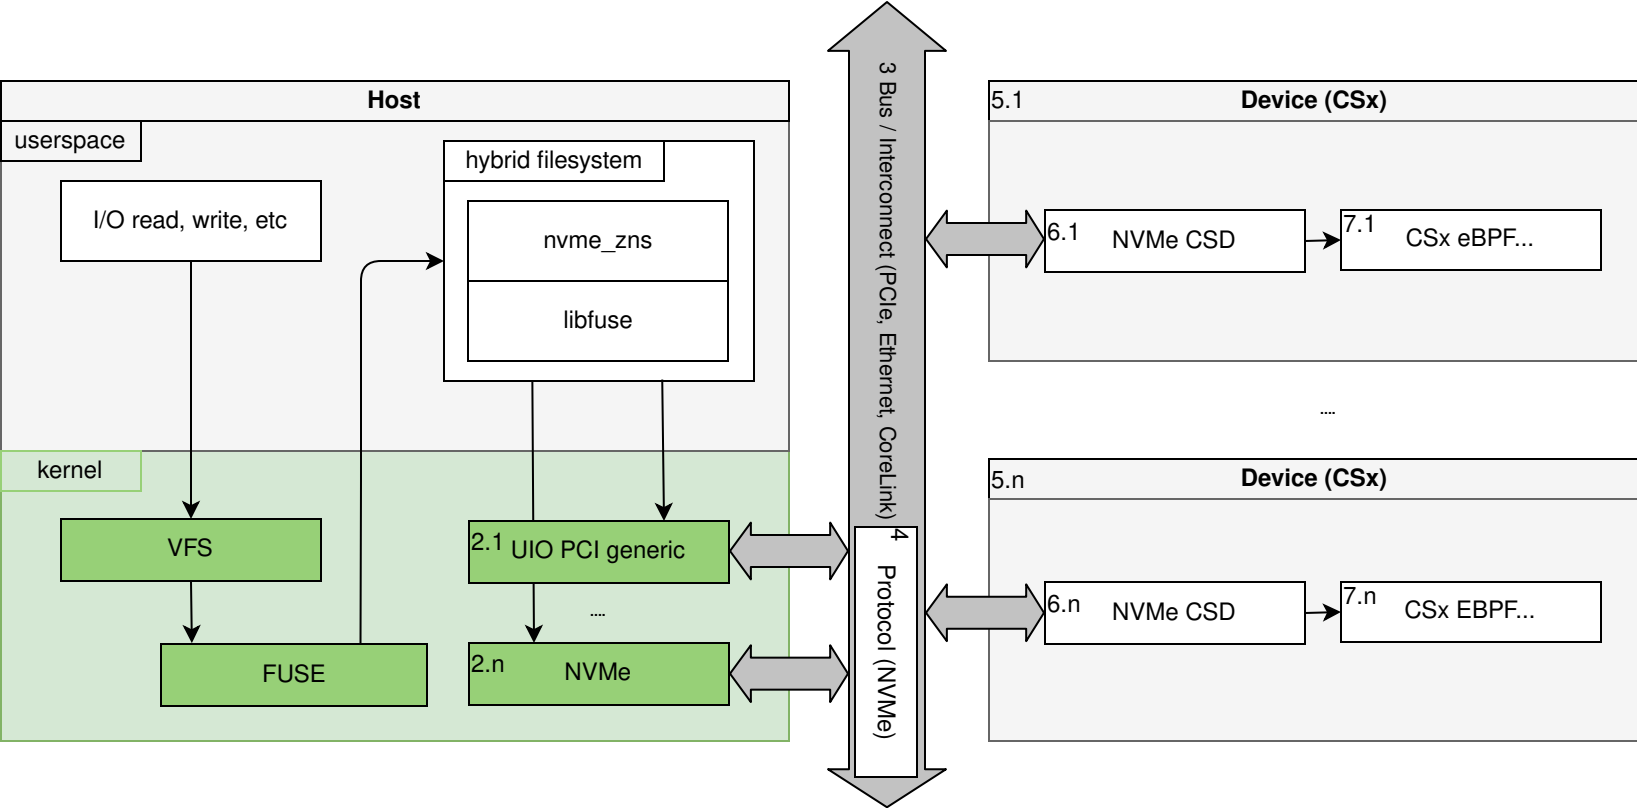 Host
userspace
I/O read, write, etc
hybrid filesystem
nvme_zns
libfuse
kernel
VFS
FUSE
2.1 UIO PCI generic
....
2.n NVMe
3 Bus / Interconnect (PCIe, Ethernet, CoreLink)
4 Protocol (NVMe)
5.1 Device (CSx)
6.1 NVMe CSD
7.1 CSx eBPF...
....
5.n Device (CSx)
6.n NVMe CSD
7.n CSx EBPF...